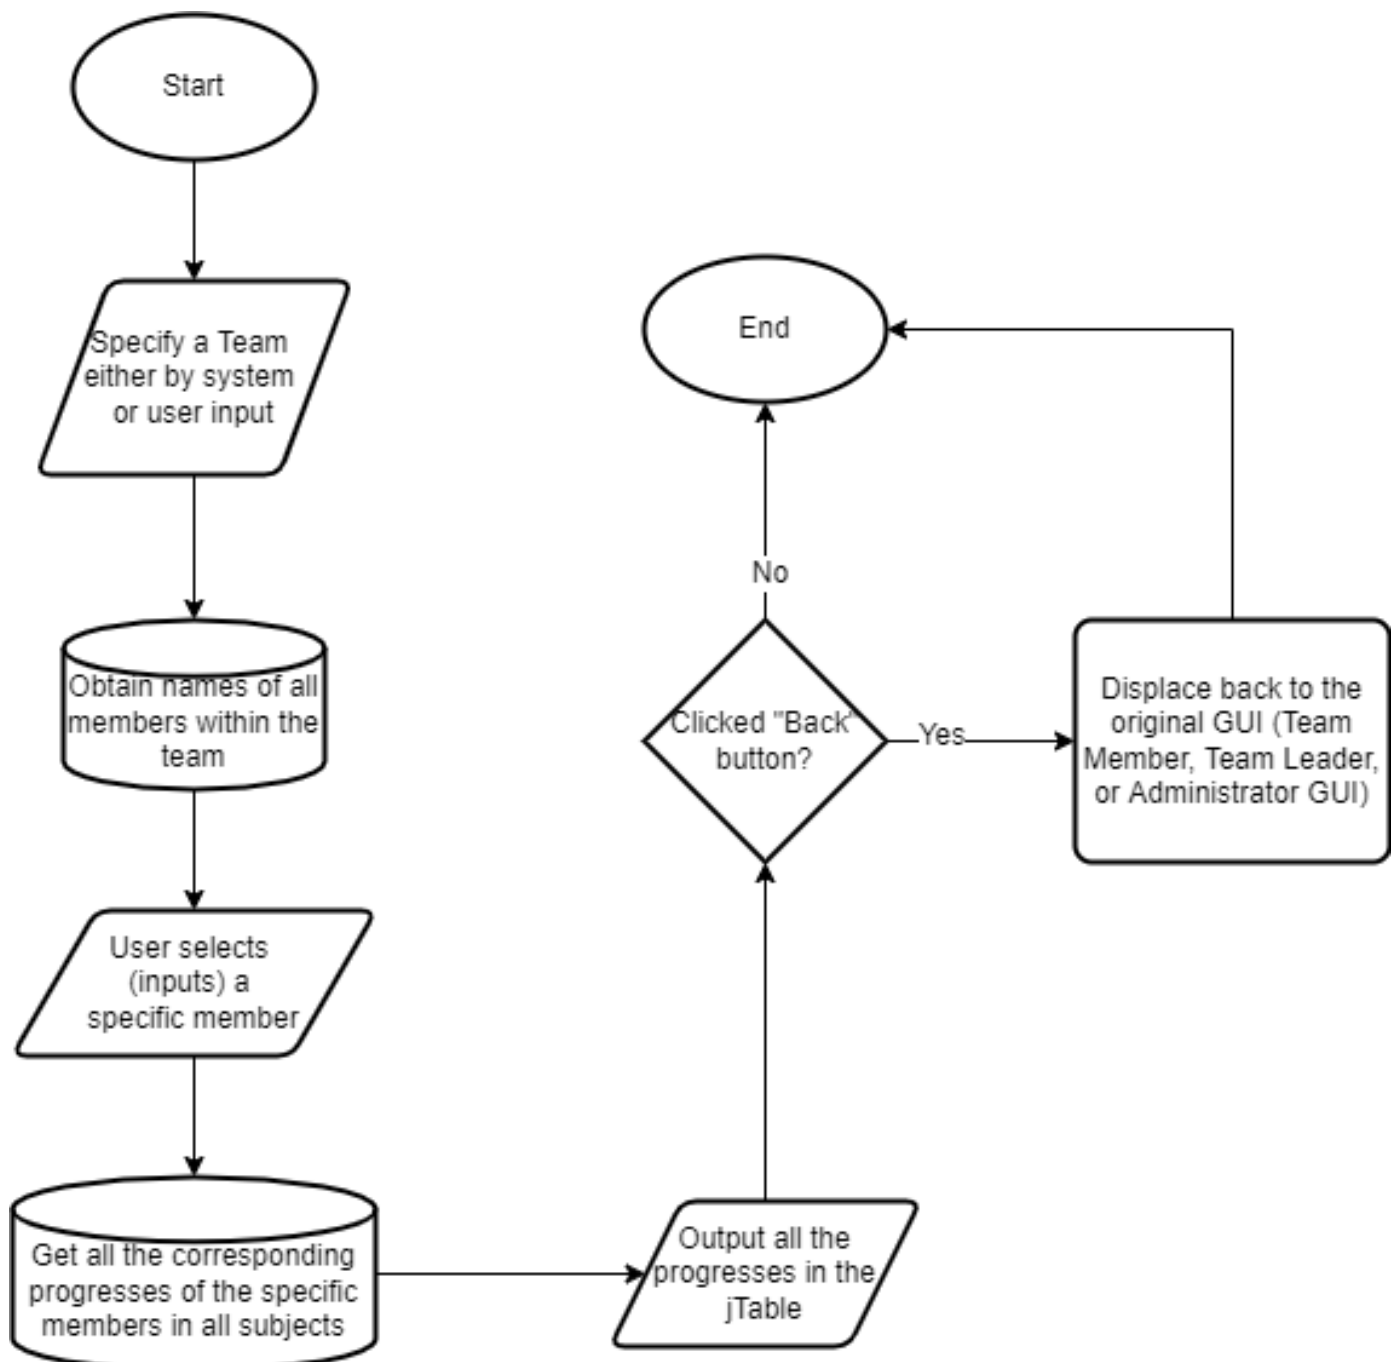 Start
Specify a Team
either by system
or user input
Obtain names of all
members within the
team
User selects
(inputs) a
specific member
Get all the corresponding
progresses of the specific
members in all subjects
Output all the
progresses in the
jTable
Clicked "Back"
button?
No
End
Yes
Displace back to the
original GUI (Team
Member, Team Leader,
or Administrator GUI)